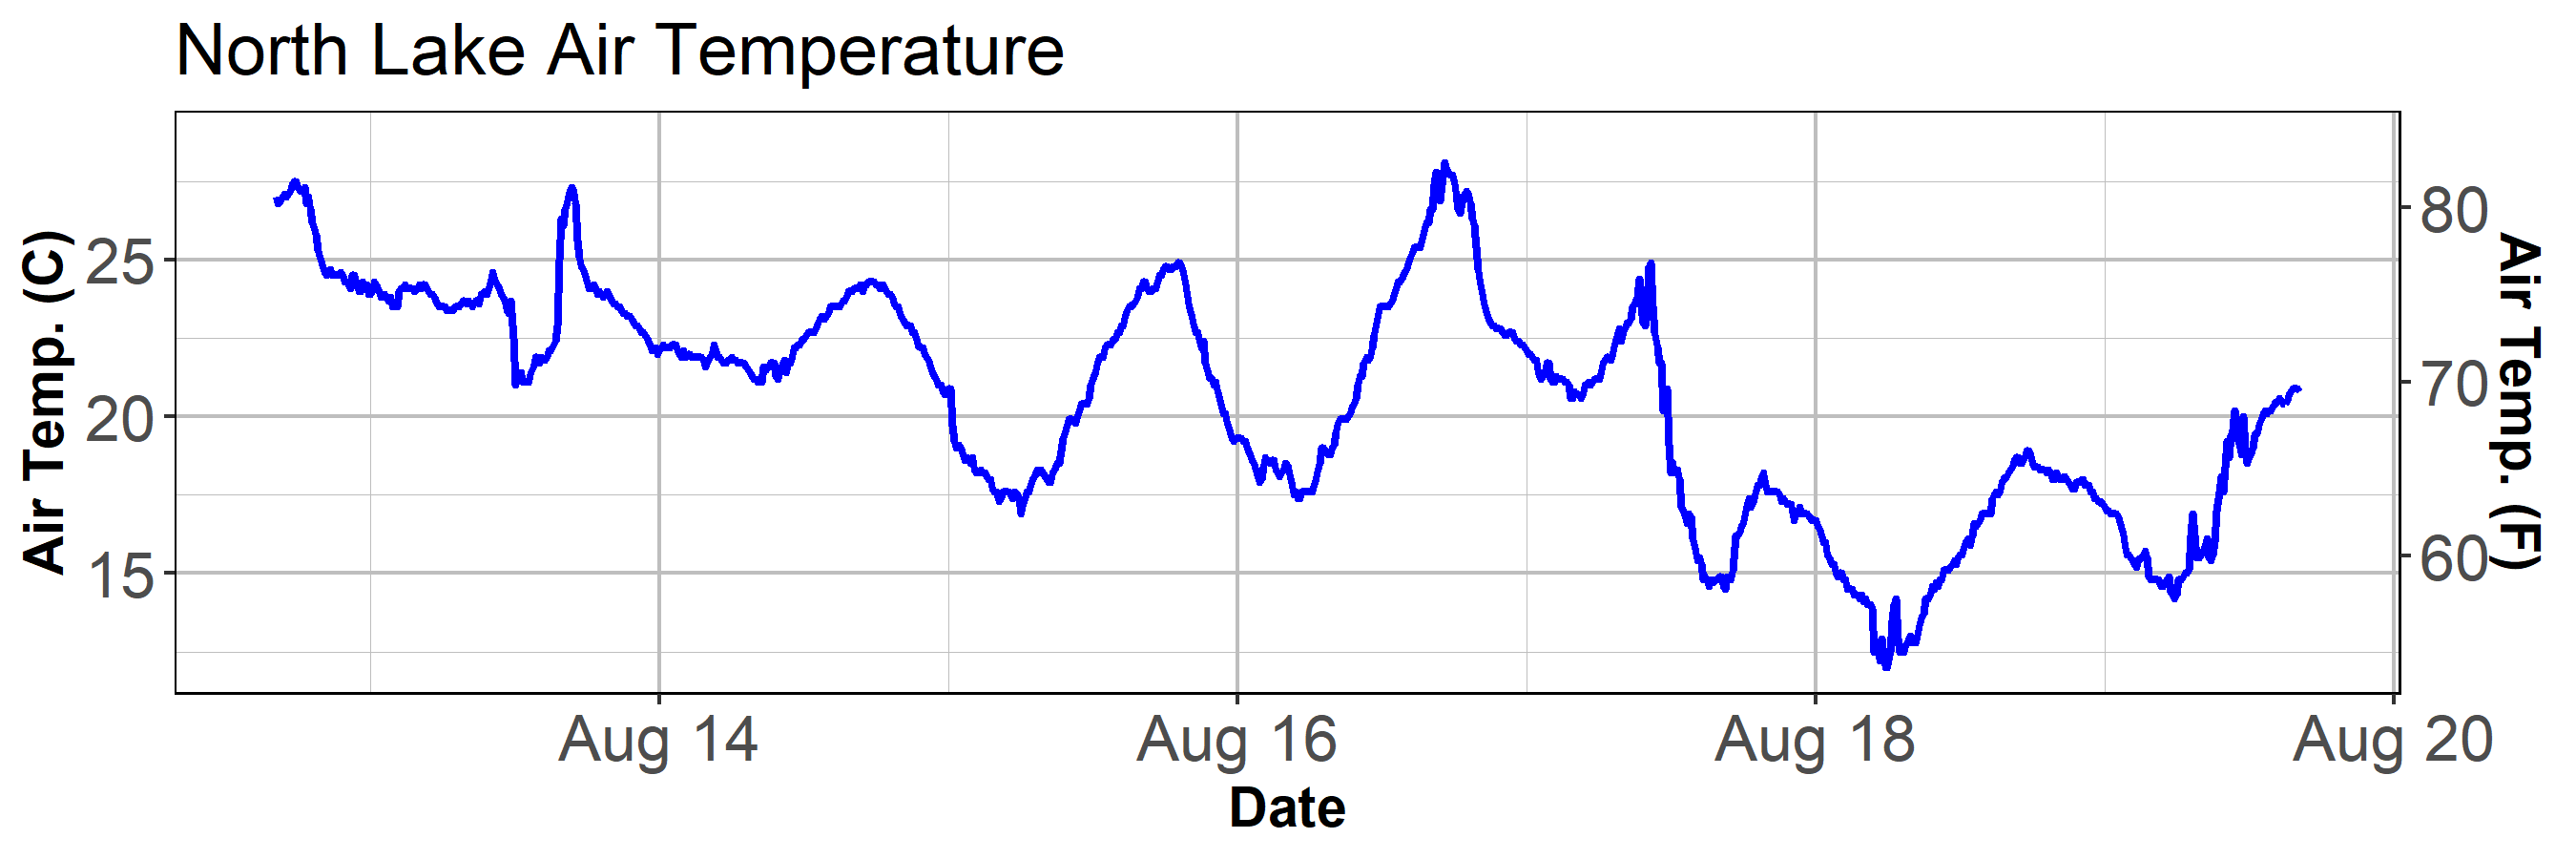 North Lake Air Temperature
Air Temp. (C)
25
20
15
80
70
60
Air Temp. (F)
Aug 14
Aug 16
Aug 18
Aug 20
Date